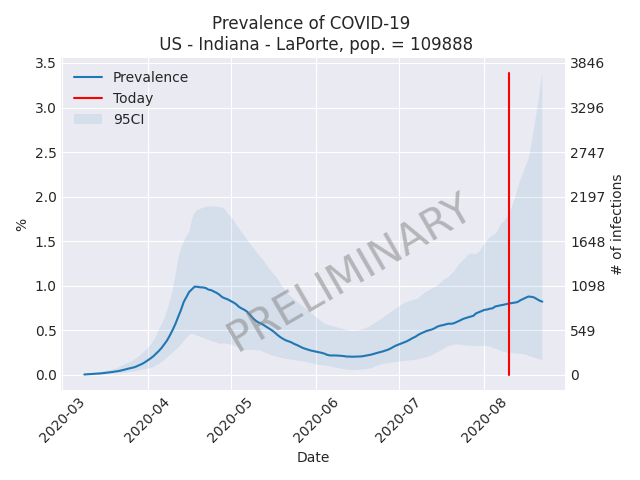 Prevalence of COVID-19
US - Indiana - LaPorte, pop. = 109888
3.5
3.0
2.5
2.0
1.5
1.0
0.5
0.0
%
3846
3296
2747
2197
1648
1098
549
0
# of infections
Prevalence
Today
95CI
PRELIMINARY
2020-03
2020-04
2020-05
2020-06
2020-07
2020-08
Date